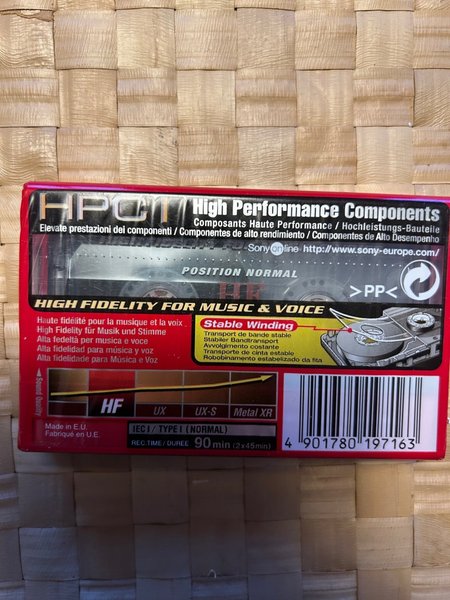 HPC1 High Performance Components
Composants Haute Performance / Hochleistungs-Bauteile
Elevate prestazioni dei componenti / Componentes de alto rendimiento / Componentes de Alto Desempenho
Sony online http://www.sony-europe.com/
POSITION NORMAL
HF
>PP<
HIGH FIDELITY FOR MUSIC & VOICE
Haute fidélité pour la musique et la voix
High Fidelity für Musik und Stimme
Alta fedeltà per musica e voce
Alta fidelidad para música y voz
Alta fidelidade para Música e Voz
Stable Winding
Transport de bande stable
Stabiler Bandtransport
Avvolgimento costante
Transporte de cinta estable
Robobinamento estabelizado da fita
Sound Quality
HF UX UX-S Metal XR
Made in E.U.
Fabriqué en U.E.
IEC I / TYPE I (NORMAL)
REC.TIME / DURÉE 90min (2x45min)
4 901780 197163